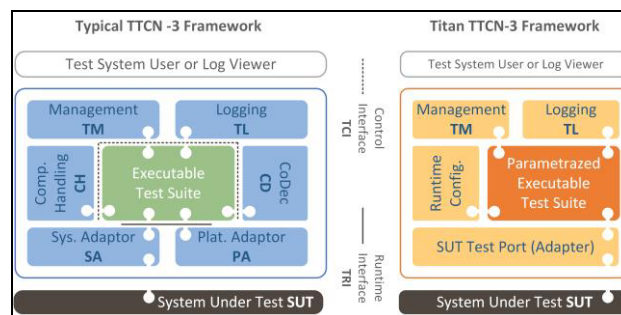 Typical TTCN -3 Framework
Test System User or Log Viewer
Management
TM
Logging
TL
Comp.
Handling
CH
Executable
Test Suite
CoDec
CD
Sys. Adaptor
SA
Plat. Adaptor
PA
System Under Test SUT
Control
Interface
TCI
Runtime
Interface
TRI
Titan TTCN-3 Framework
Test System User or Log Viewer
Management
TM
Logging
TL
Runtime
Config.
Parametrazed
Executable
Test Suite
SUT Test Port (Adapter)
System Under Test SUT